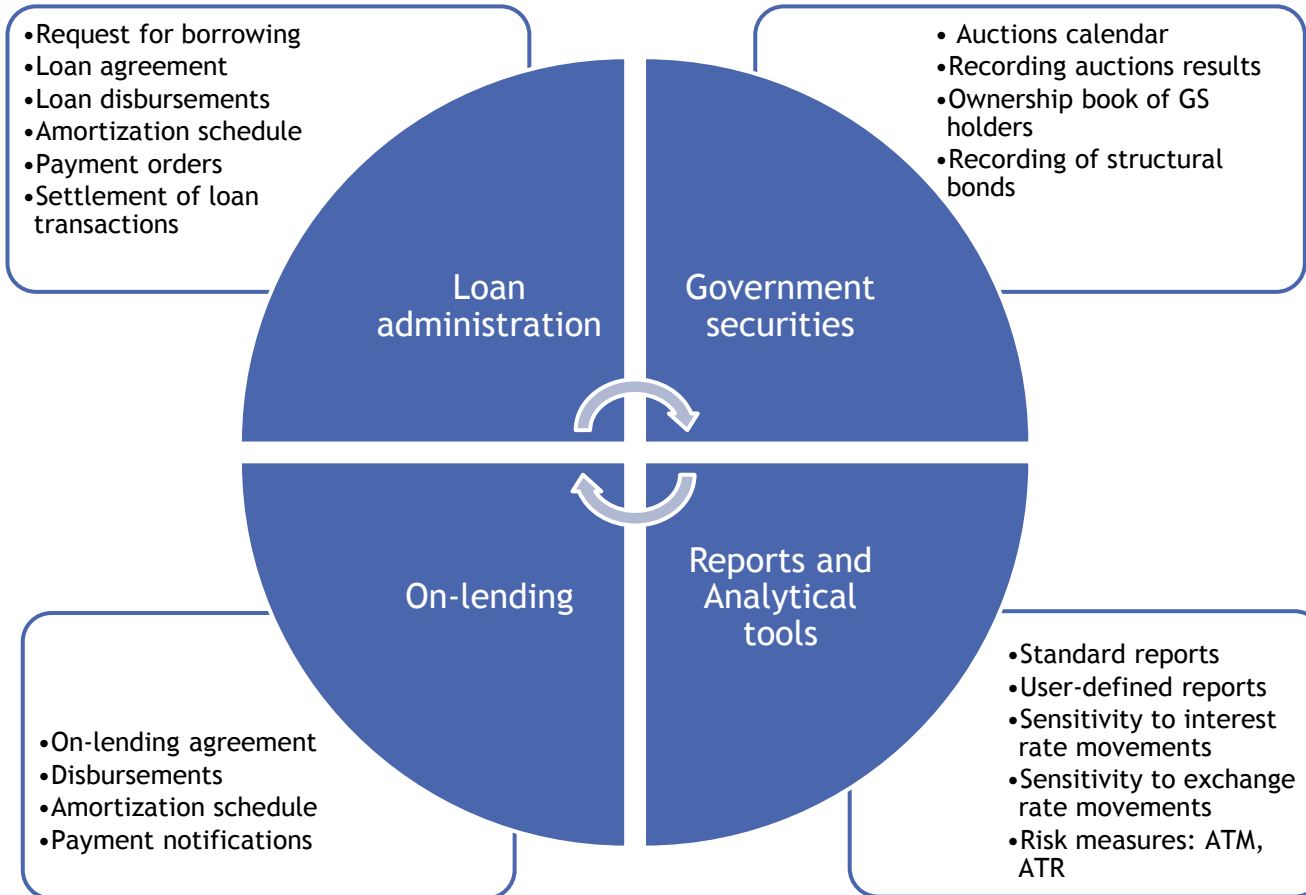 •Request for borrowing
•Loan agreement
•Loan disbursements
•Amortization schedule
•Payment orders
•Settlement of loan
transactions
• Auctions calendar
•Recording auctions results
•Ownership book of GS
holders
•Recording of structural
bonds
Loan
administration
Government
securities
On-lending
Reports and
Analytical
tools
•On-lending agreement
•Disbursements
•Amortization schedule
•Payment notifications
•Standard reports
•User-defined reports
•Sensitivity to interest
rate movements
•Sensitivity to exchange
rate movements
•Risk measures: ATM,
ATR